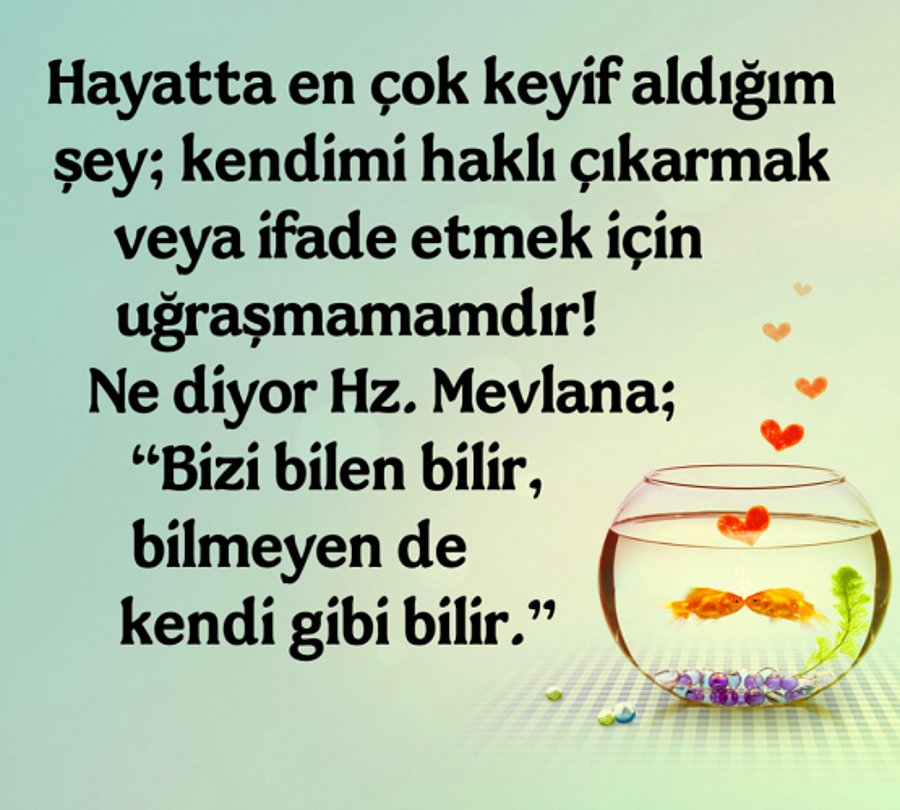 Hayatta en çok keyif aldığım
şey; kendimi haklı çıkarmak
veya ifade etmek için
uğraşmamamdır!
Ne diyor Hz. Mevlana;
“Bizi bilen bilir,
bilmeyen de
kendi gibi bilir.”